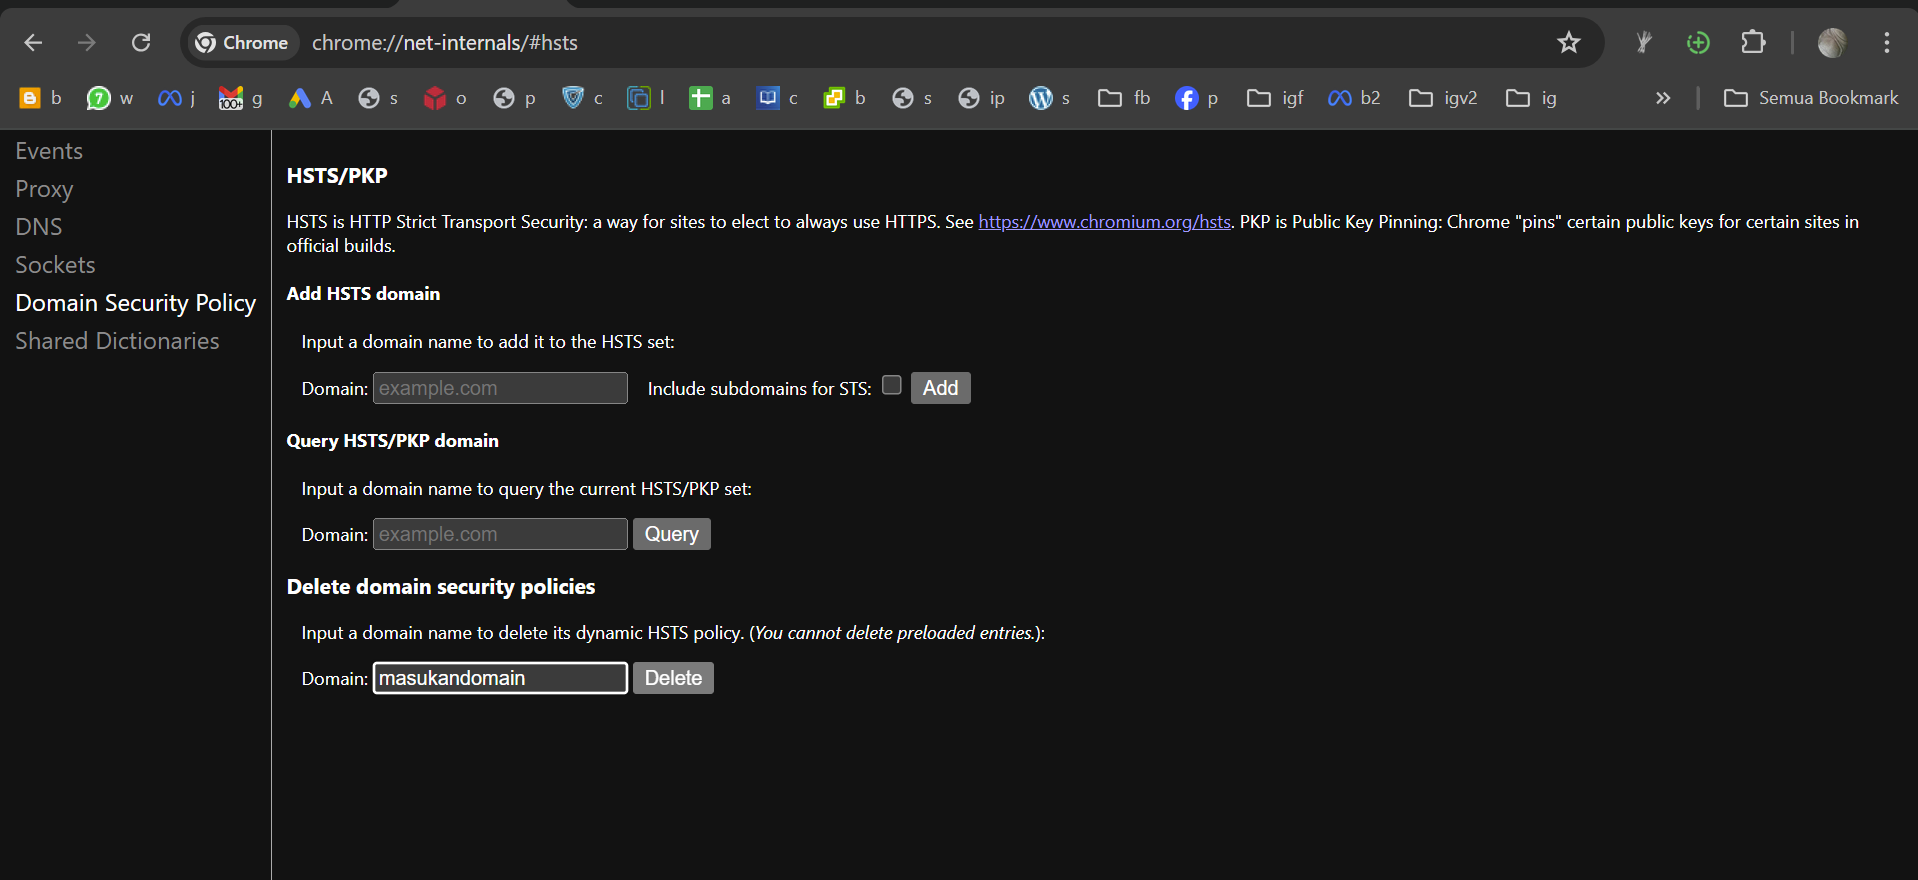 Chrome chrome://net-internals/#hsts
b 7 w j 100+ g A s o p c l a c b s ip s fb p igf b2 igv2 ig » Semua Bookmark
Events
Proxy
DNS
Sockets
Domain Security Policy
Shared Dictionaries
HSTS/PKP
HSTS is HTTP Strict Transport Security: a way for sites to elect to always use HTTPS. See https://www.chromium.org/hsts. PKP is Public Key Pinning: Chrome "pins" certain public keys for certain sites in
official builds.
Add HSTS domain
Input a domain name to add it to the HSTS set:
Domain: example.com Include subdomains for STS: Add
Query HSTS/PKP domain
Input a domain name to query the current HSTS/PKP set:
Domain: example.com Query
Delete domain security policies
Input a domain name to delete its dynamic HSTS policy. (You cannot delete preloaded entries.):
Domain: masukandomain Delete